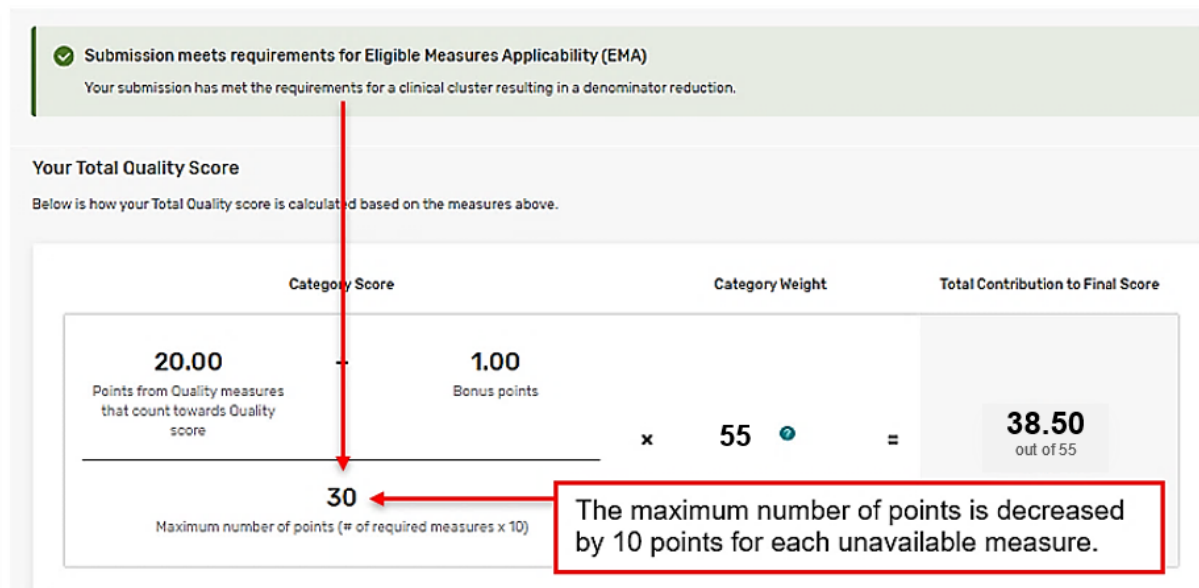 Submission meets requirements for Eligible Measures Applicability (EMA)
Your submission has met the requirements for a clinical cluster resulting in a denominator reduction.
Your Total Quality Score
Below is how your Total Quality score is calculated based on the measures above.
Category Score
Category Weight
Total Contribution to Final Score
20.00
+
1.00
Points from Quality measures
that count towards Quality
score
Bonus points
×
55
?
=
38.50
out of 55
30
Maximum number of points (# of required measures x 10)
The maximum number of points is decreased
by 10 points for each unavailable measure.